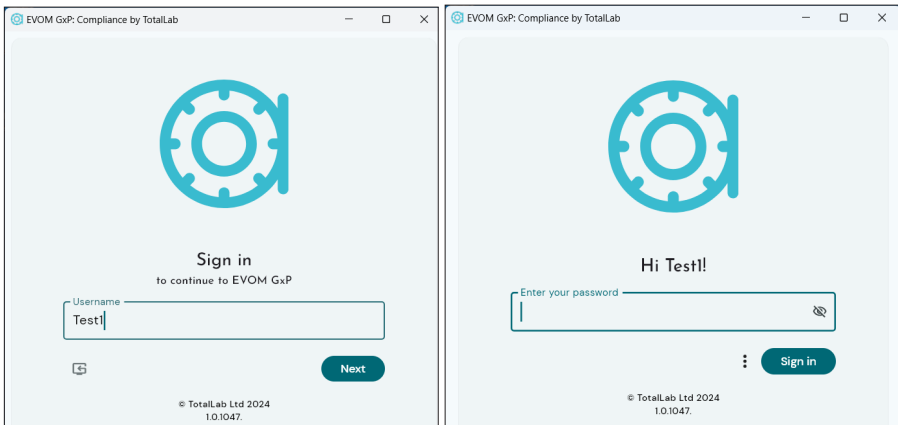 EVOM GxP: Compliance by TotalLab
Sign in
to continue to EVOM GxP
Username
Test1
Next
© TotalLab Ltd 2024
1.0.1047.
EVOM GxP: Compliance by TotalLab
Hi Test1!
Enter your password
Sign in
© TotalLab Ltd 2024
1.0.1047.